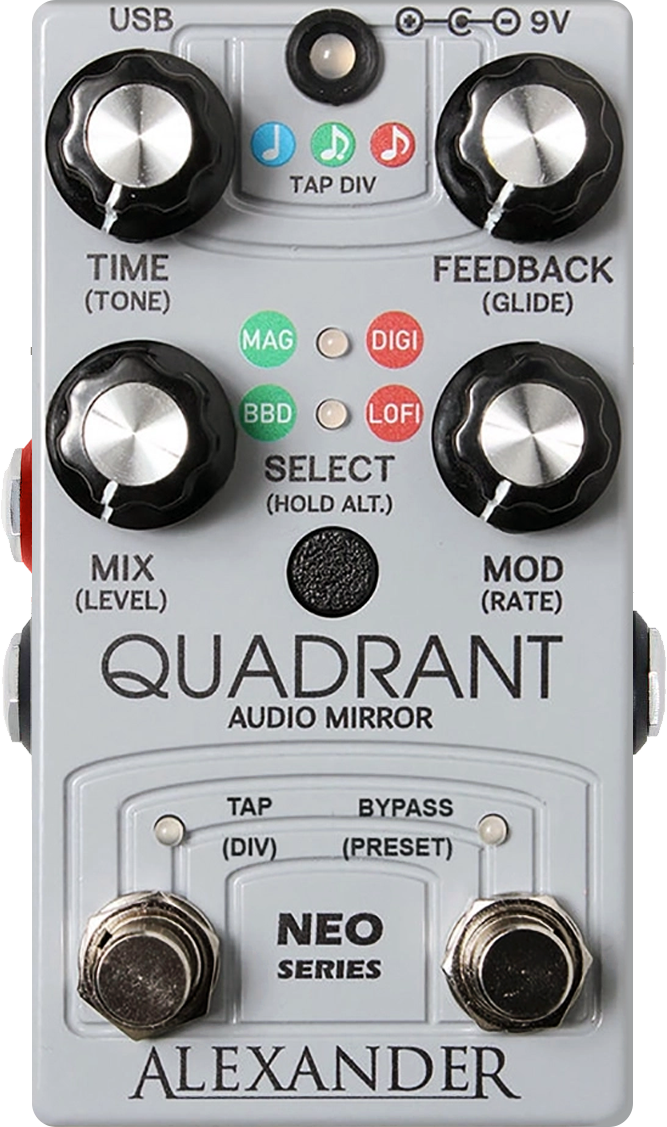 USB
9V
TAP DIV
TIME
(TONE)
FEEDBACK
(GLIDE)
MAG
DIGI
BBD
LOFI
SELECT
(HOLD ALT.)
MIX
(LEVEL)
MOD
(RATE)
QUADRANT
AUDIO MIRROR
TAP
BYPASS
(DIV)
(PRESET)
NEO
SERIES
ALEXANDER